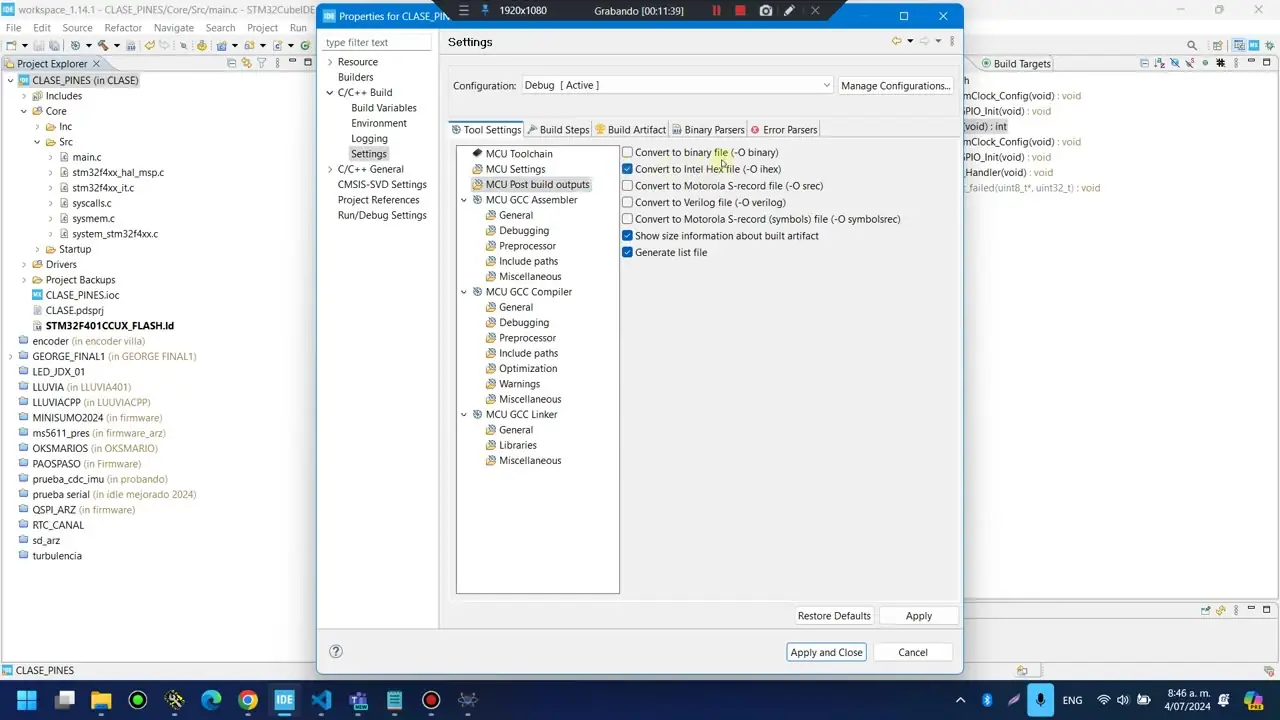 workspace_1.14.1 - CLASE_PINES/Core/Src/main.c - STM32CubeIDE
1920x1080
Grabando [00:11:39]
File Edit Source Refactor Navigate Search Project Run
Project Explorer
CLASE_PINES (in CLASE)
Includes
Core
Inc
Src
main.c
stm32f4xx_hal_msp.c
stm32f4xx_it.c
syscalls.c
sysmem.c
system_stm32f4xx.c
Startup
Drivers
Project Backups
CLASE_PINES.ioc
CLASE.pdsprj
STM32F401CCUX_FLASH.ld
encoder (in encoder villa)
GEORGE_FINAL1 (in GEORGE FINAL1)
LED_JDX_01
LLUVIA (in LLUVIA401)
LLUVIACPP (in LUUVIACPP)
MINISUMO2024 (in firmware)
ms5611_pres (in firmware_arz)
OKSMARIOS (in OKSMARIO)
PAOSPASO (in Firmware)
prueba_cdc_imu (in probando)
prueba serial (in idle mejorado 2024)
QSPI_ARZ (in firmware)
RTC_CANAL
sd_arz
turbulencia
CLASE_PINES
IDE Properties for CLASE_PIN
type filter text
Resource
Builders
C/C++ Build
Build Variables
Environment
Logging
Settings
C/C++ General
CMSIS-SVD Settings
Project References
Run/Debug Settings
Settings
Configuration: Debug [ Active ] Manage Configurations...
Tool Settings Build Steps Build Artifact Binary Parsers Error Parsers
MCU Toolchain
MCU Settings
MCU Post build outputs
MCU GCC Assembler
General
Debugging
Preprocessor
Include paths
Miscellaneous
MCU GCC Compiler
General
Debugging
Preprocessor
Include paths
Optimization
Warnings
Miscellaneous
MCU GCC Linker
General
Libraries
Miscellaneous
Convert to binary file (-O binary)
Convert to Intel Hex file (-O ihex)
Convert to Motorola S-record file (-O srec)
Convert to Verilog file (-O verilog)
Convert to Motorola S-record (symbols) file (-O symbolsrec)
Show size information about built artifact
Generate list file
Restore Defaults Apply
Apply and Close Cancel
Build Targets
h
mClock_Config(void) : void
PIO_Init(void) : void
(void) : int
mClock_Config(void) : void
PIO_Init(void) : void
_Handler(void) : void
t_failed(uint8_t*, uint32_t) : void
IDE
ENG
8:46 a. m.
4/07/2024